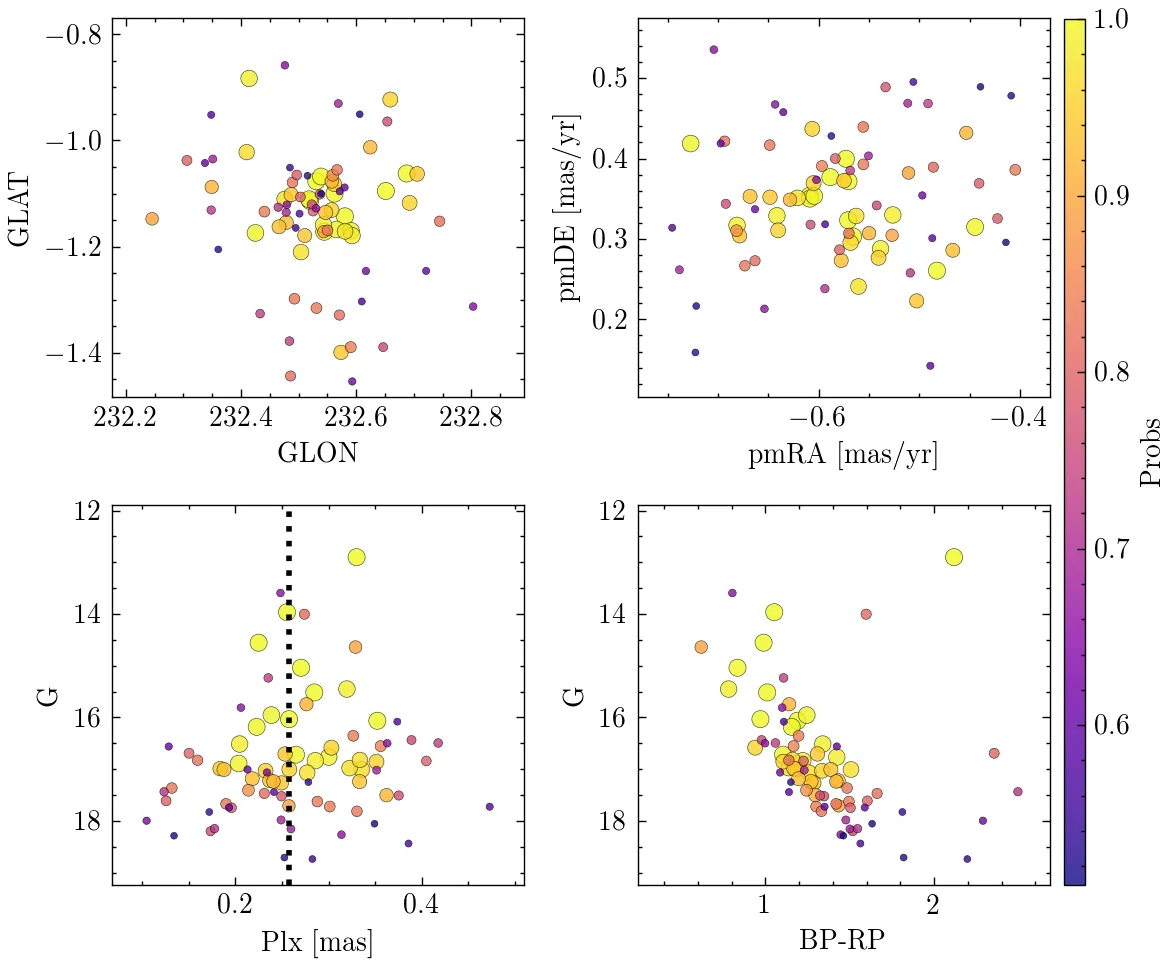 −0.8
−1.0
−1.2
−1.4
GLAT
232.2 232.4 232.6 232.8
GLON
0.5
0.4
0.3
0.2
pmDE [mas/yr]
−0.6 −0.4
pmRA [mas/yr]
1.0
0.9
0.8
0.7
0.6
Probs
12
14
16
18
G
0.2 0.4
Plx [mas]
12
14
16
18
G
1 2
BP-RP